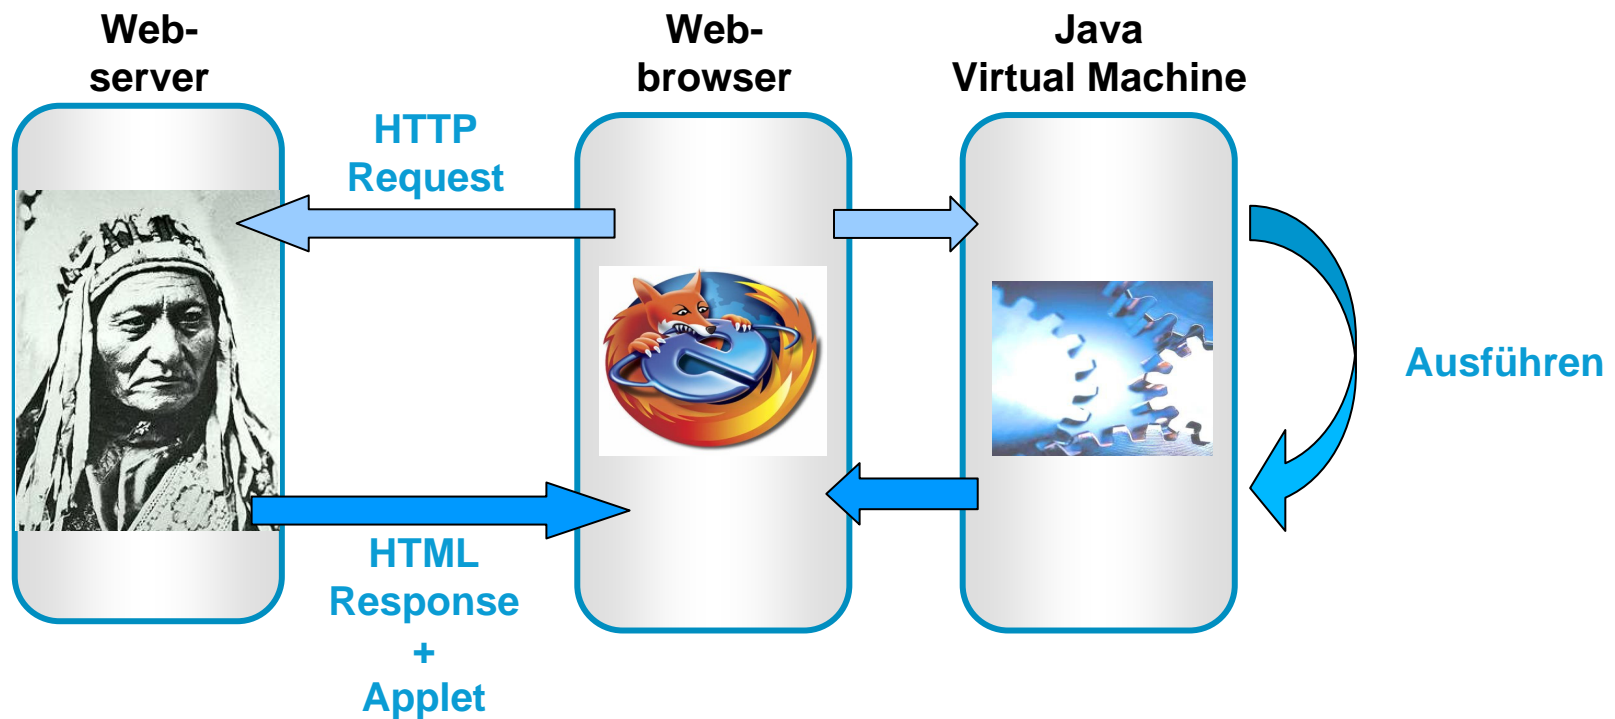 Web-
server
Web-
browser
Java
Virtual Machine
HTTP
Request
Ausführen
HTML
Response
+
Applet